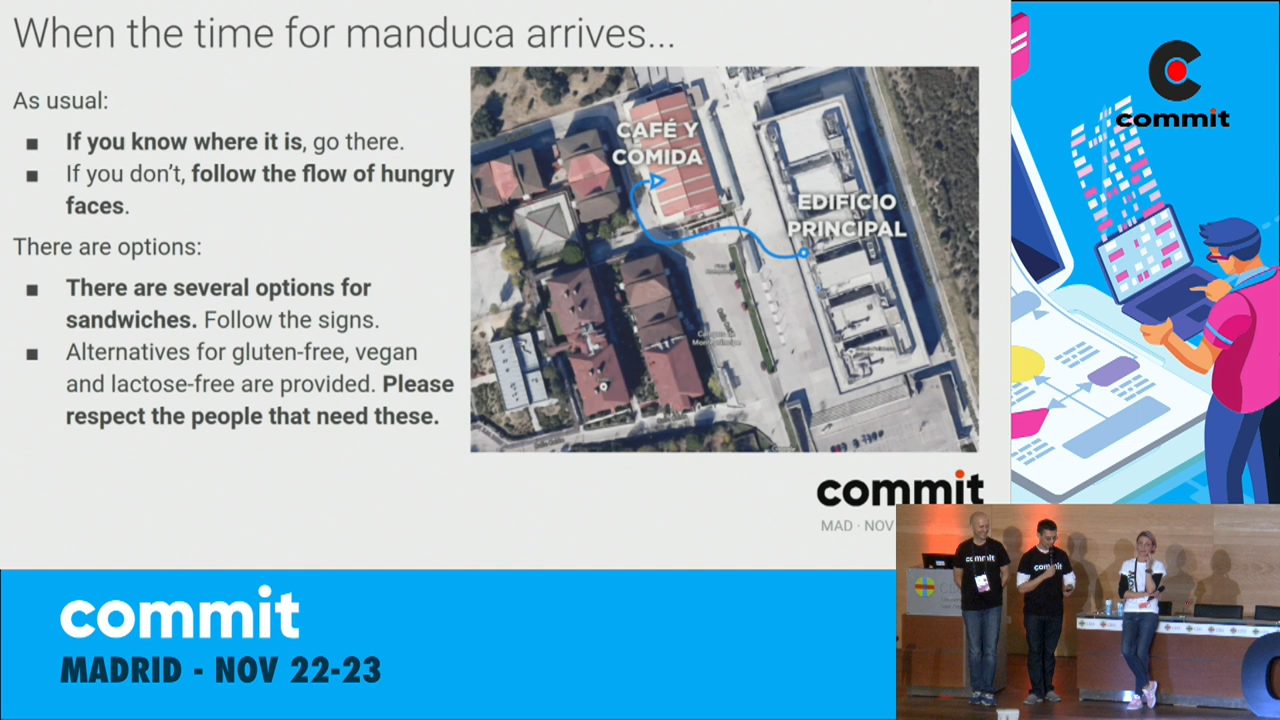 When the time for manduca arrives...
As usual:
If you know where it is, go there.
If you don't, follow the flow of hungry
faces.
There are options:
There are several options for
sandwiches. Follow the signs.
Alternatives for gluten-free, vegan
and lactose-free are provided. Please
respect the people that need these.
CAFÉ Y
COMIDA
EDIFICIO
PRINCIPAL
commit
MAD · NOV
commit
commit
MADRID - NOV 22-23
commit
commit